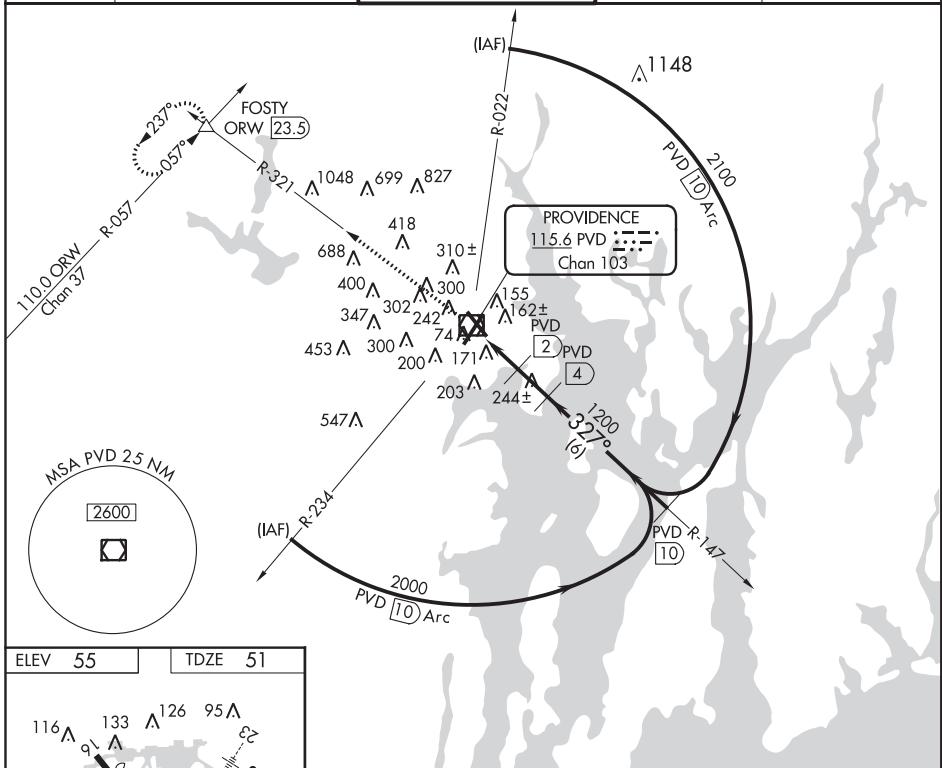 (IAF)
1148
R-022
FOSTY
ORW 23.5
237°
057°
R-057
110.0 ORW
Chan 37
R-321
1048
699
827
2100
PVD 10 Arc
PROVIDENCE
115.6 PVD
Chan 103
418
310±
688
400
302
300
242
155
162±
347
74
453
300
200
171
203
244±
PVD
2
PVD
4
547
1200
327°
(6)
MSA PVD 25 NM
2600
(IAF)
R-234
2000
PVD 10 Arc
PVD
10
R-147
ELEV 55
TDZE 51
116
133
126
95
16
23